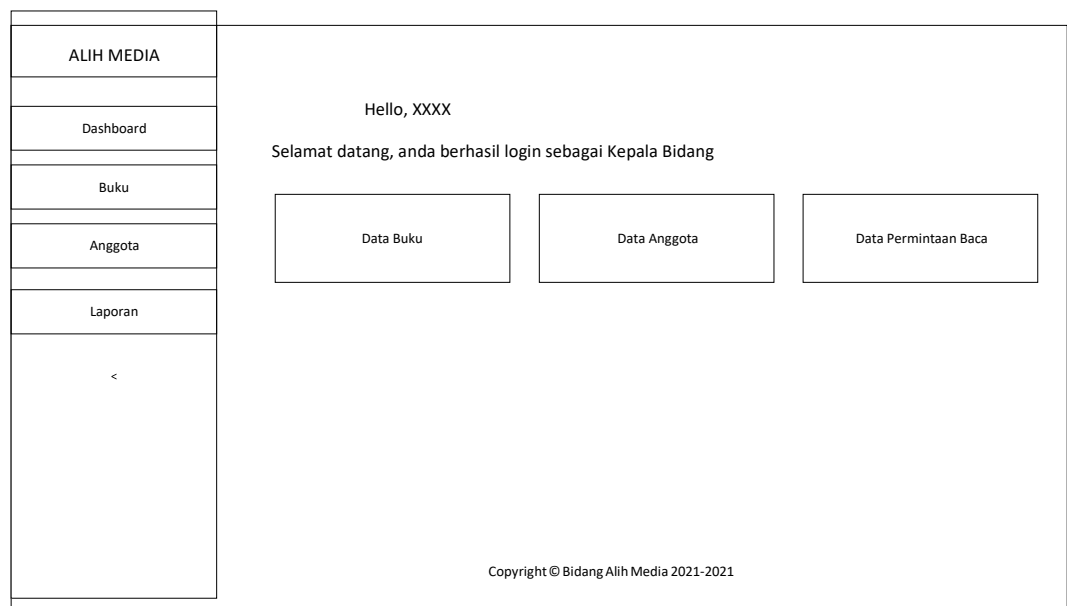 ALIH MEDIA
Dashboard
Buku
Anggota
Laporan
<
Hello, XXXX
Selamat datang, anda berhasil login sebagai Kepala Bidang
Data Buku
Data Anggota
Data Permintaan Baca
Copyright © Bidang Alih Media 2021-2021